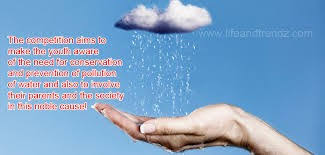 www.lifeandtrendz.com
The competition aims to
make the youth aware
of the need for conservation
and prevention of pollution
of water and also to involve
their parents and the society
in this noble cause!